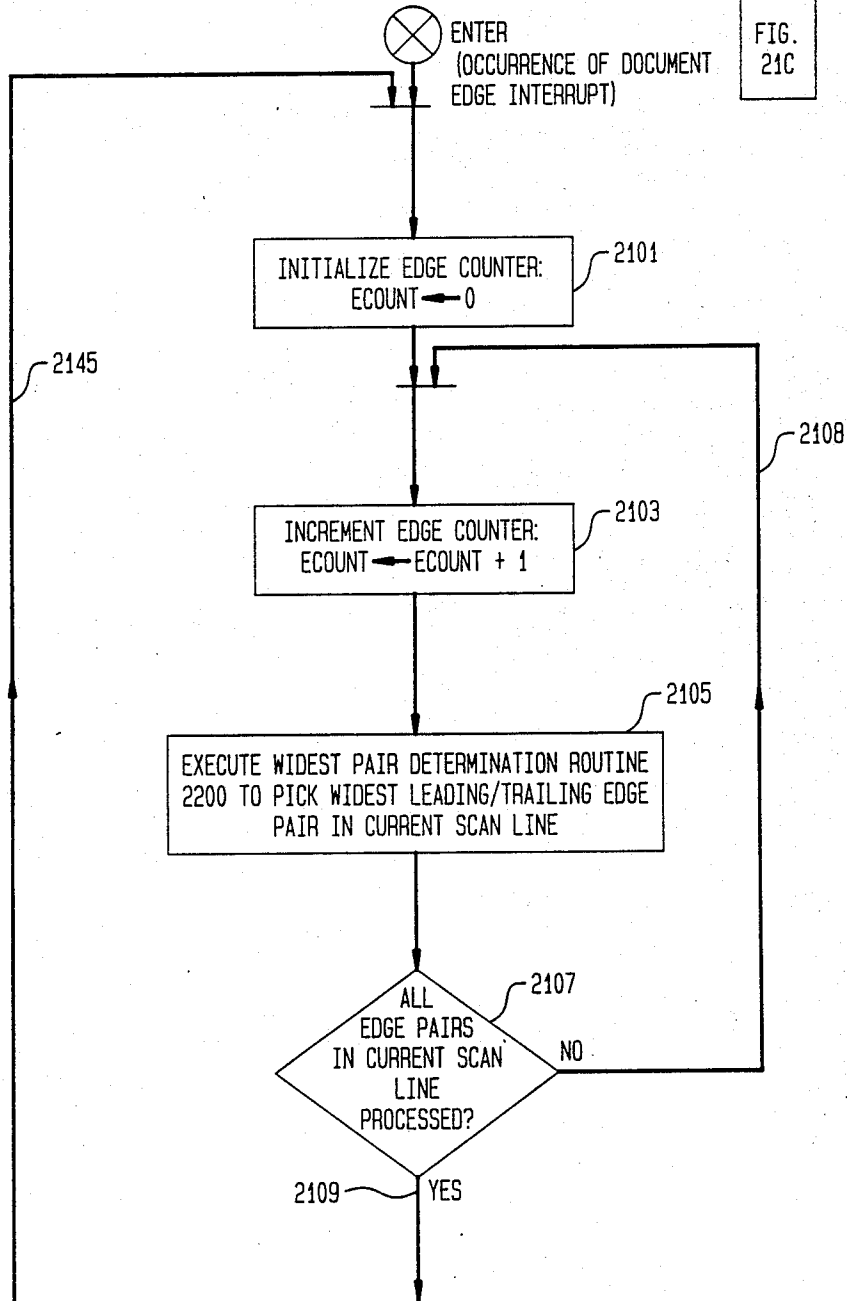 ENTER
(OCCURRENCE OF DOCUMENT
EDGE INTERRUPT)
FIG.
21C
INITIALIZE EDGE COUNTER:
ECOUNT ← 0
2101
2145
2108
INCREMENT EDGE COUNTER:
ECOUNT ← ECOUNT + 1
2103
2105
EXECUTE WIDEST PAIR DETERMINATION ROUTINE
2200 TO PICK WIDEST LEADING/TRAILING EDGE
PAIR IN CURRENT SCAN LINE
2107
ALL
EDGE PAIRS
IN CURRENT SCAN
LINE
PROCESSED?
NO
2109
YES